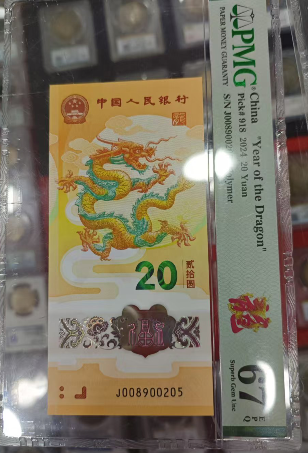 中国人民银行
20
贰拾圆
J008900205
PMG
PAPER MONEY GUARANTY
China
"Year of the Dragon"
Pick# 918 2024 20 Yuan
67
EPQ
Superb Gem Unc